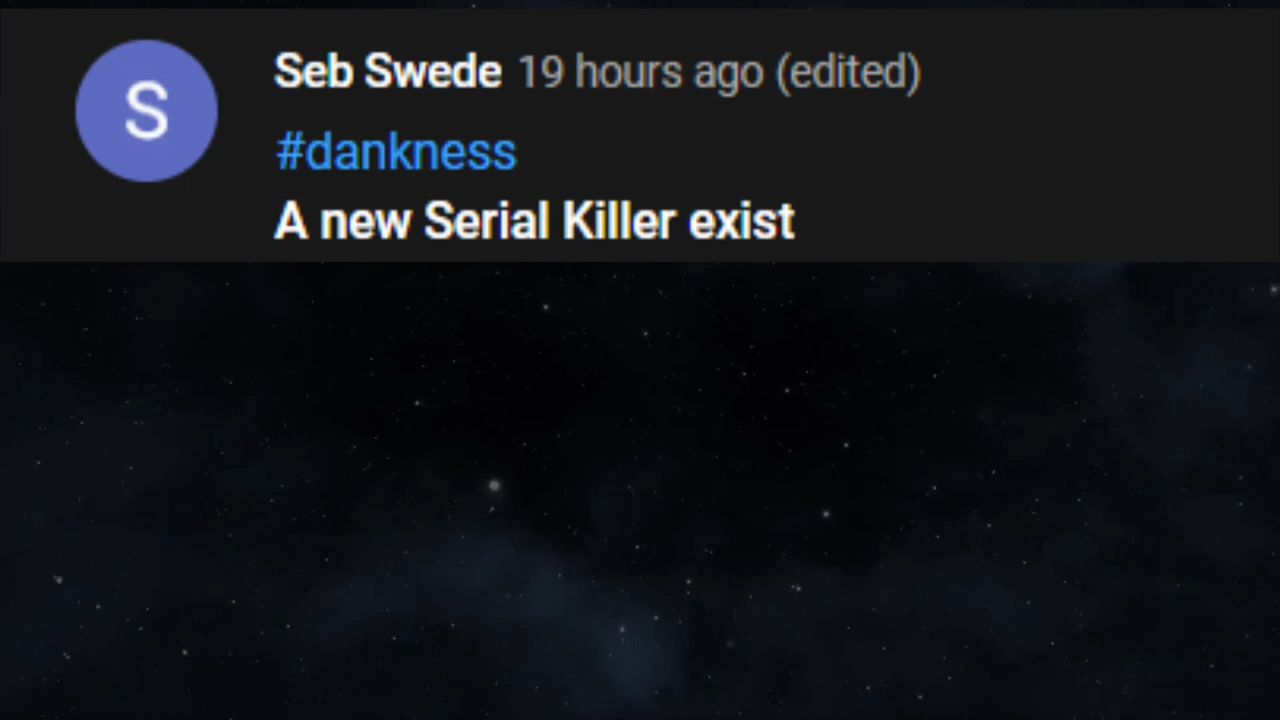 S
Seb Swede 19 hours ago (edited)
#dankness
A new Serial Killer exist